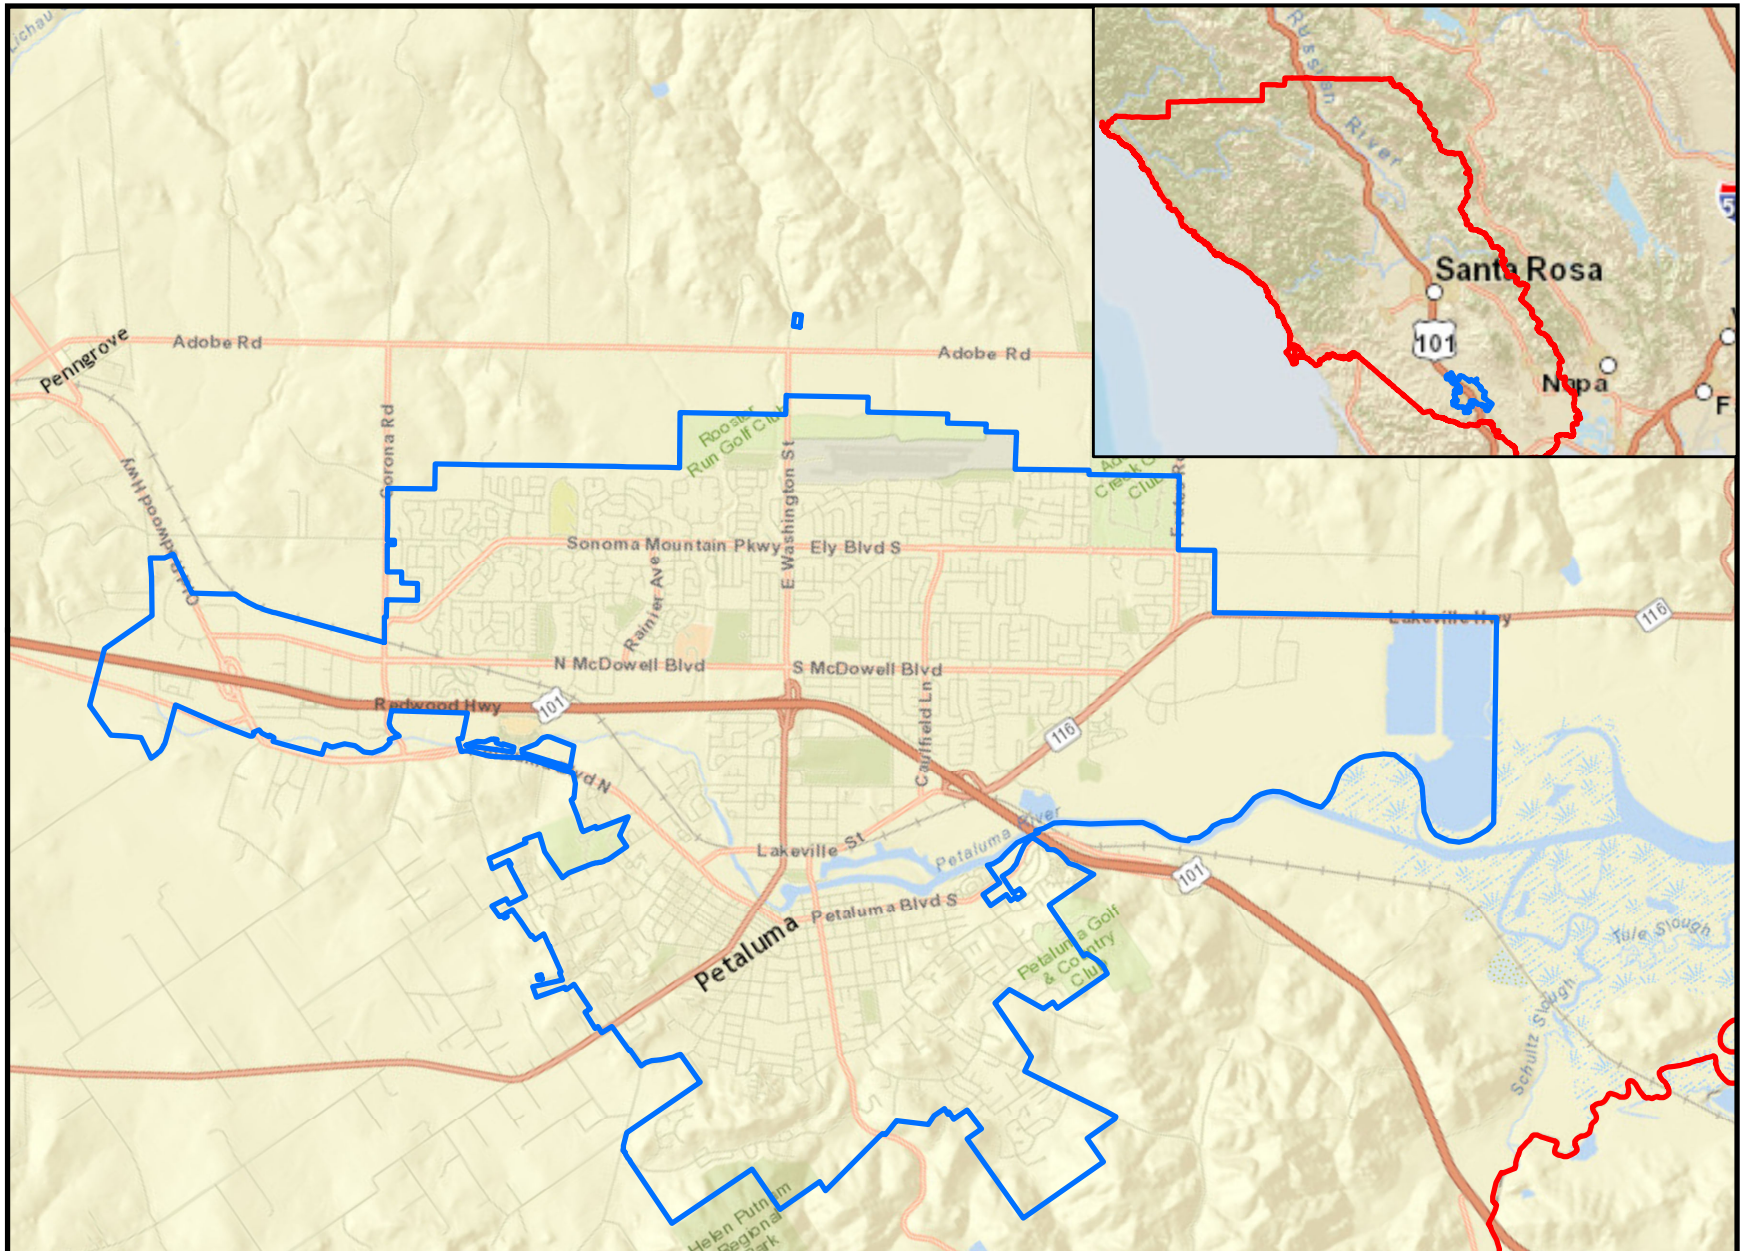 Lichau
Russian
River
5
Santa Rosa
101
Napa
F
Adobe Rd
Adobe Rd
Penngrove
Corona Rd
Rooster
Run Golf Club
E Washington St
Old Redwood Hwy
Sonoma Mountain Pkwy
Ely Blvd S
Rainier Ave
N McDowell Blvd
S McDowell Blvd
Lakeville Hwy
116
Redwood Hwy
101
Caulfield Ln
116
Blvd N
Petaluma River
Lakeville St
101
Petaluma Blvd S
Petaluma
Petaluma Golf
& Country
Club
Tule Slough
Schultz Slough
Helen Putnam
Regional
Park